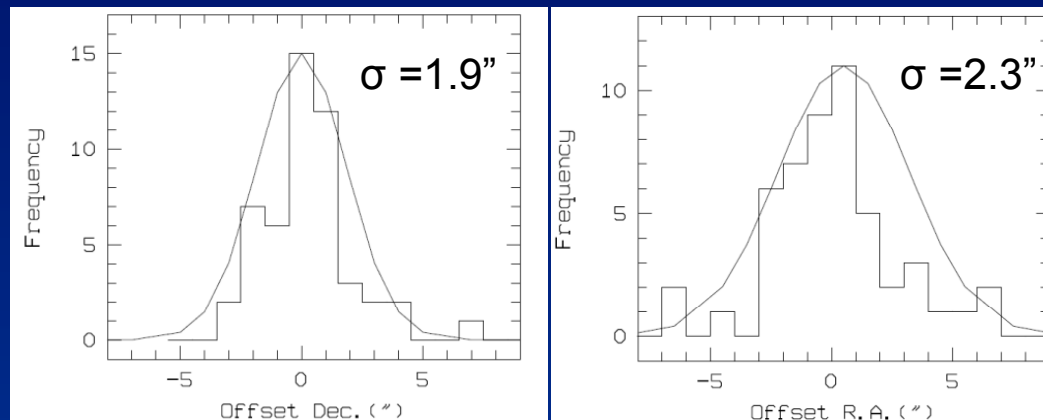 σ =1.9”
15
10
5
0
Frequency
−5
0
5
Offset Dec.(″)
σ =2.3”
10
5
0
Frequency
−5
0
5
Offset R.A.(″)